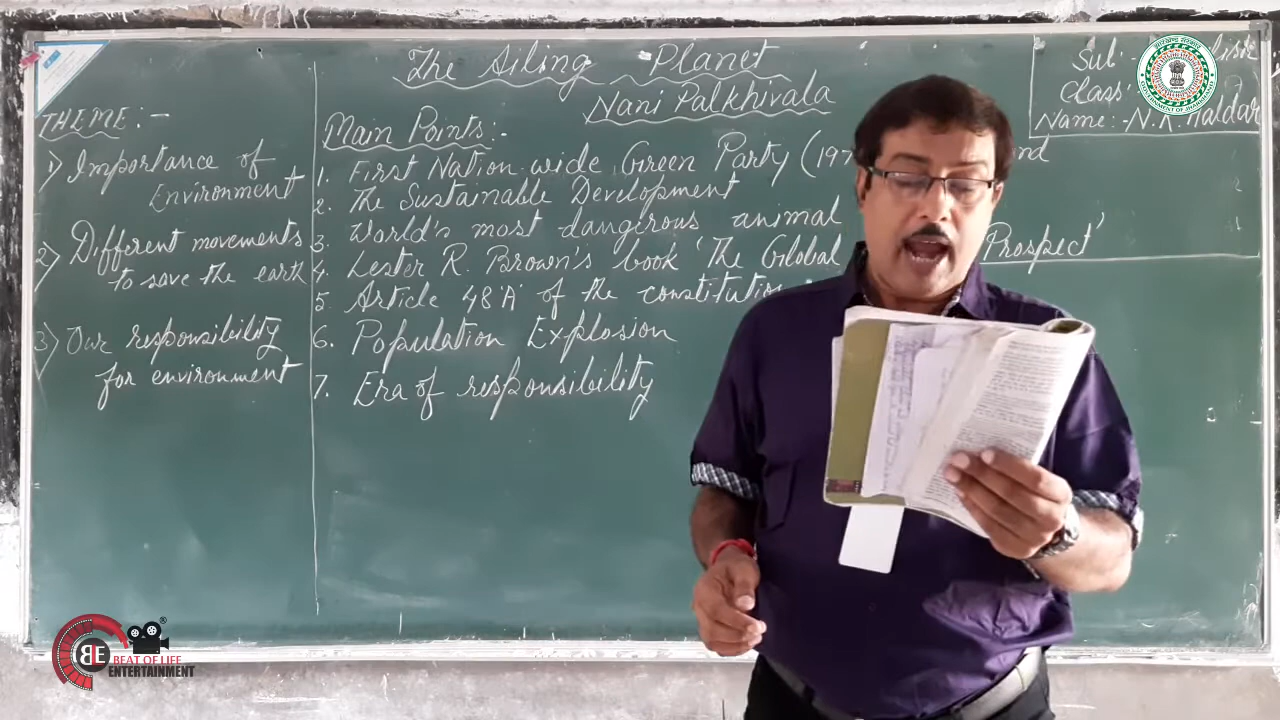 The Ailing Planet
Nani Palkhivala
Sub:-
Class
Name:- N.K. Haldar
THEME:-
1) Importance of
Environment
2) Different movements
to save the earth
3) Our responsibility
for environment
Main Points:-
1. First Nation-wide Green Party (197
2. The Sustainable Development
3. World's most dangerous animal
4. Lester R. Brown's book 'The Global Prospect'
5. Article 48'A' of the constitution
6. Population Explosion
7. Era of responsibility
BLE
BEAT OF LIFE
ENTERTAINMENT